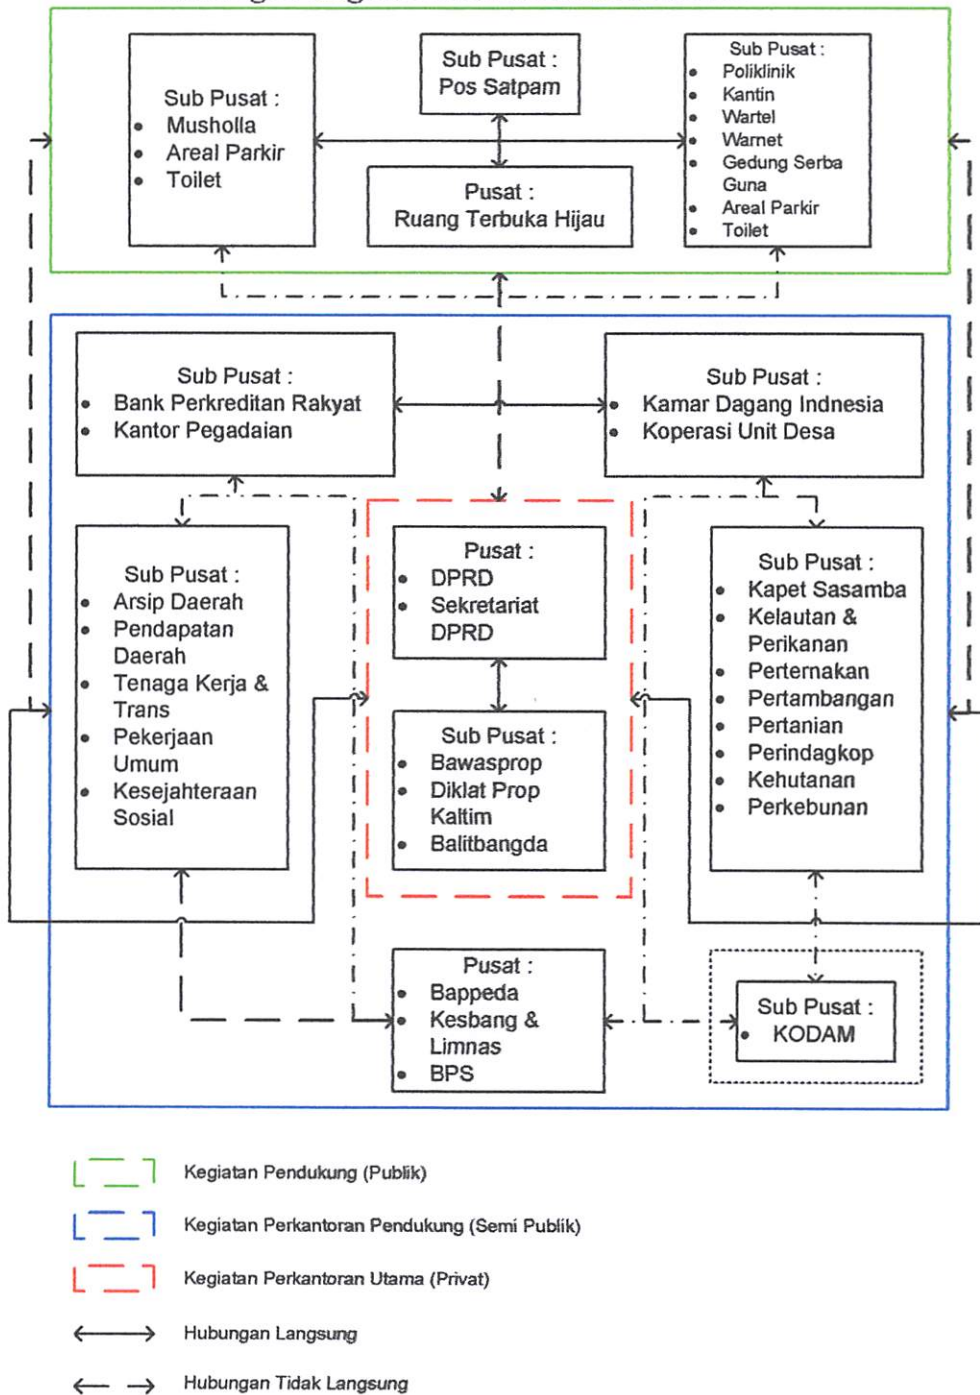 Sub Pusat :
• Musholla
• Areal Parkir
• Toilet
Sub Pusat :
Pos Satpam
Pusat :
Ruang Terbuka Hijau
Sub Pusat :
• Poliklinik
• Kantin
• Wartel
• Warnet
• Gedung Serba
Guna
• Areal Parkir
• Toilet
Sub Pusat :
• Bank Perkreditan Rakyat
• Kantor Pegadaian
Sub Pusat :
• Kamar Dagang Indnesia
• Koperasi Unit Desa
Sub Pusat :
• Arsip Daerah
• Pendapatan
Daerah
• Tenaga Kerja &
Trans
• Pekerjaan
Umum
• Kesejahteraan
Sosial
Pusat :
• DPRD
• Sekretariat
DPRD
Sub Pusat :
• Bawasprop
• Diklat Prop
Kaltim
• Balitbangda
Sub Pusat :
• Kapet Sasamba
• Kelautan &
Perikanan
• Perternakan
• Pertambangan
• Pertanian
• Perindagkop
• Kehutanan
• Perkebunan
Pusat :
• Bappeda
• Kesbang &
Limnas
• BPS
Sub Pusat :
• KODAM
Kegiatan Pendukung (Publik)
Kegiatan Perkantoran Pendukung (Semi Publik)
Kegiatan Perkantoran Utama (Privat)
Hubungan Langsung
Hubungan Tidak Langsung